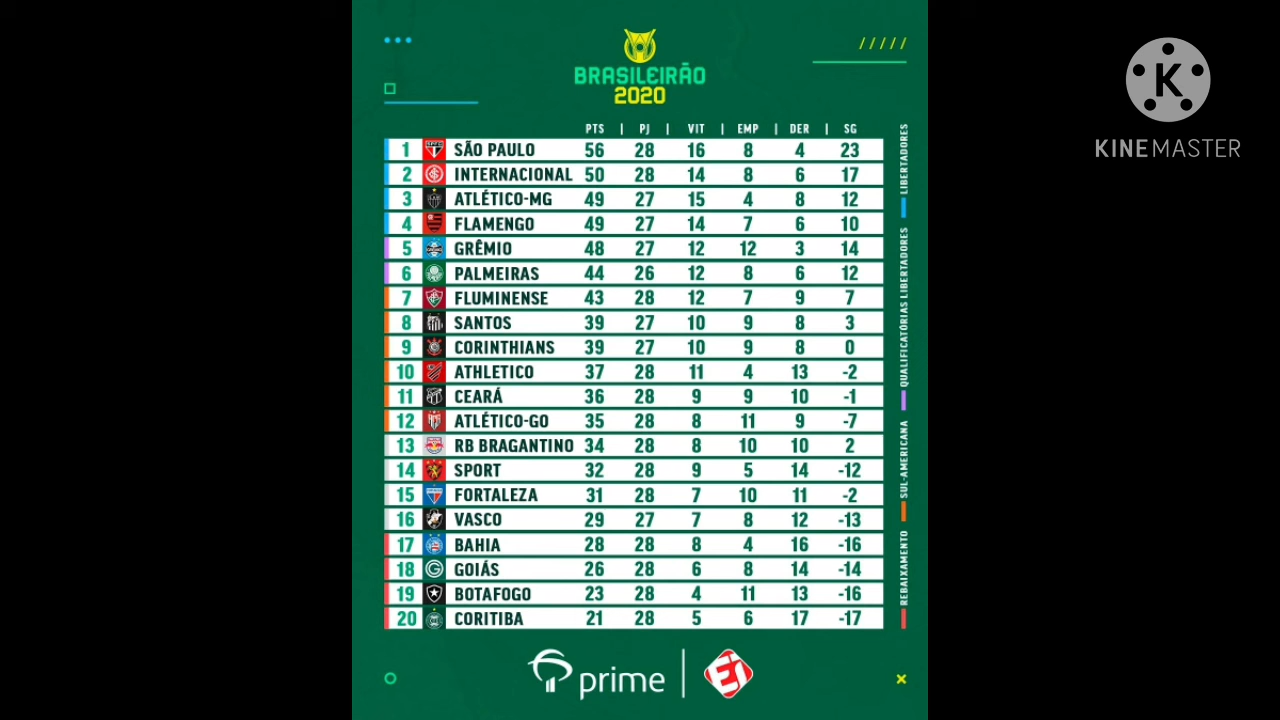 BRASILEIRÃO
2020
KINEMASTER
PTS | PJ | VIT | EMP | DER | SG
1 SÃO PAULO 56 28 16 8 4 23
2 INTERNACIONAL 50 28 14 8 6 17
3 ATLÉTICO-MG 49 27 15 4 8 12
4 FLAMENGO 49 27 14 7 6 10
5 GRÊMIO 48 27 12 12 3 14
6 PALMEIRAS 44 26 12 8 6 12
7 FLUMINENSE 43 28 12 7 9 7
8 SANTOS 39 27 10 9 8 3
9 CORINTHIANS 39 27 10 9 8 0
10 ATHLETICO 37 28 11 4 13 -2
11 CEARÁ 36 28 9 9 10 -1
12 ATLÉTICO-GO 35 28 8 11 9 -7
13 RB BRAGANTINO 34 28 8 10 10 2
14 SPORT 32 28 9 5 14 -12
15 FORTALEZA 31 28 7 10 11 -2
16 VASCO 29 27 7 8 12 -13
17 BAHIA 28 28 8 4 16 -16
18 GOIÁS 26 28 6 8 14 -14
19 BOTAFOGO 23 28 4 11 13 -16
20 CORITIBA 21 28 5 6 17 -17
LIBERTADORES
QUALIFICATÓRIAS LIBERTADORES
SUL-AMERICANA
REBAIXAMENTO
prime | EI